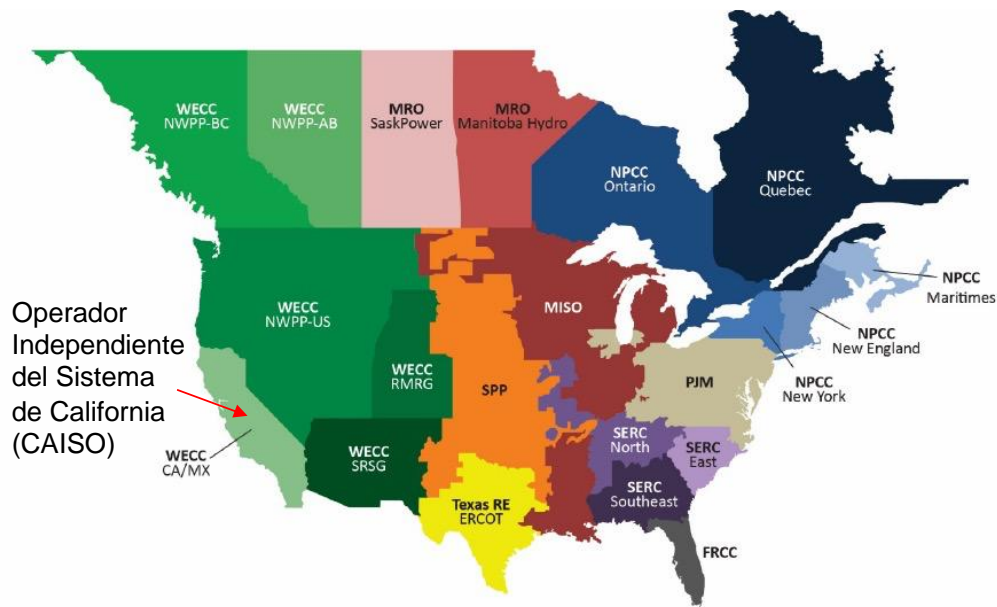 WECC
NWPP-BC
WECC
NWPP-AB
MRO
SaskPower
MRO
Manitoba Hydro
NPCC
Ontario
NPCC
Quebec
NPCC
Maritimes
NPCC
New England
NPCC
New York
WECC
NWPP-US
MISO
Operador
Independiente
del Sistema
de California
(CAISO)
WECC
RMRG
SPP
PJM
WECC
CA/MX
WECC
SRSG
SERC
North
SERC
East
SERC
Southeast
Texas RE
ERCOT
FRCC